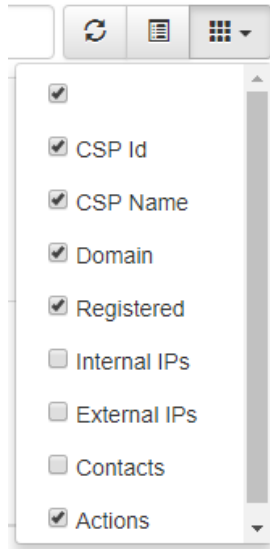 CSP Id
CSP Name
Domain
Registered
Internal IPs
External IPs
Contacts
Actions